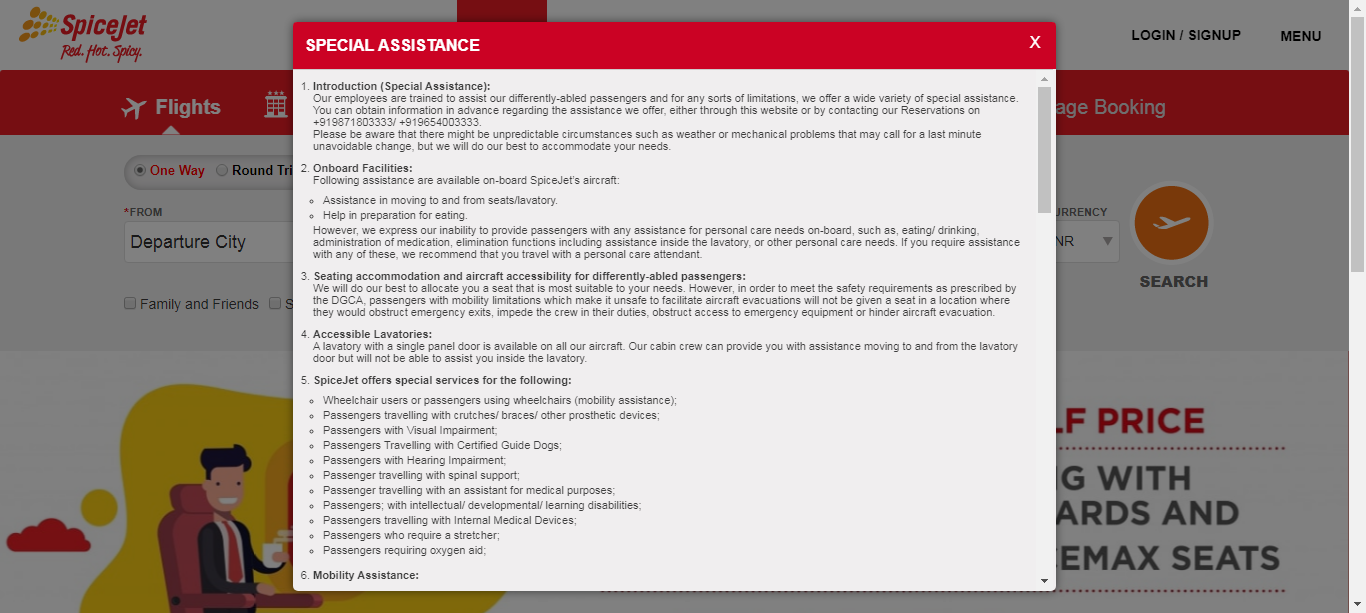 SpiceJet
Red. Hot. Spicy.
LOGIN / SIGNUP
MENU
SPECIAL ASSISTANCE
X
Flights
age Booking
One Way
Round Tri
*FROM
Departure City
URRENCY
NR
SEARCH
Family and Friends
S
1. Introduction (Special Assistance):
Our employees are trained to assist our differently-abled passengers and for any sorts of limitations, we offer a wide variety of special assistance.
You can obtain information in advance regarding the assistance we offer, either through this website or by contacting our Reservations on
+919871803333/ +919654003333.
Please be aware that there might be unpredictable circumstances such as weather or mechanical problems that may call for a last minute
unavoidable change, but we will do our best to accommodate your needs.
2. Onboard Facilities:
Following assistance are available on-board SpiceJet's aircraft:
Assistance in moving to and from seats/lavatory.
Help in preparation for eating.
However, we express our inability to provide passengers with any assistance for personal care needs on-board, such as, eating/ drinking,
administration of medication, elimination functions including assistance inside the lavatory, or other personal care needs. If you require assistance
with any of these, we recommend that you travel with a personal care attendant.
3. Seating accommodation and aircraft accessibility for differently-abled passengers:
We will do our best to allocate you a seat that is most suitable to your needs. However, in order to meet the safety requirements as prescribed by
the DGCA, passengers with mobility limitations which make it unsafe to facilitate aircraft evacuations will not be given a seat in a location where
they would obstruct emergency exits, impede the crew in their duties, obstruct access to emergency equipment or hinder aircraft evacuation.
4. Accessible Lavatories:
A lavatory with a single panel door is available on all our aircraft. Our cabin crew can provide you with assistance moving to and from the lavatory
door but will not be able to assist you inside the lavatory.
5. SpiceJet offers special services for the following:
Wheelchair users or passengers using wheelchairs (mobility assistance);
Passengers travelling with crutches/ braces/ other prosthetic devices;
Passengers with Visual Impairment;
Passengers Travelling with Certified Guide Dogs;
Passengers with Hearing Impairment;
Passenger travelling with spinal support;
Passenger travelling with an assistant for medical purposes;
Passengers; with intellectual/ developmental/ learning disabilities;
Passengers travelling with Internal Medical Devices;
Passengers who require a stretcher;
Passengers requiring oxygen aid;
6. Mobility Assistance:
LF PRICE
G WITH
ARDS AND
CEMAX SEATS